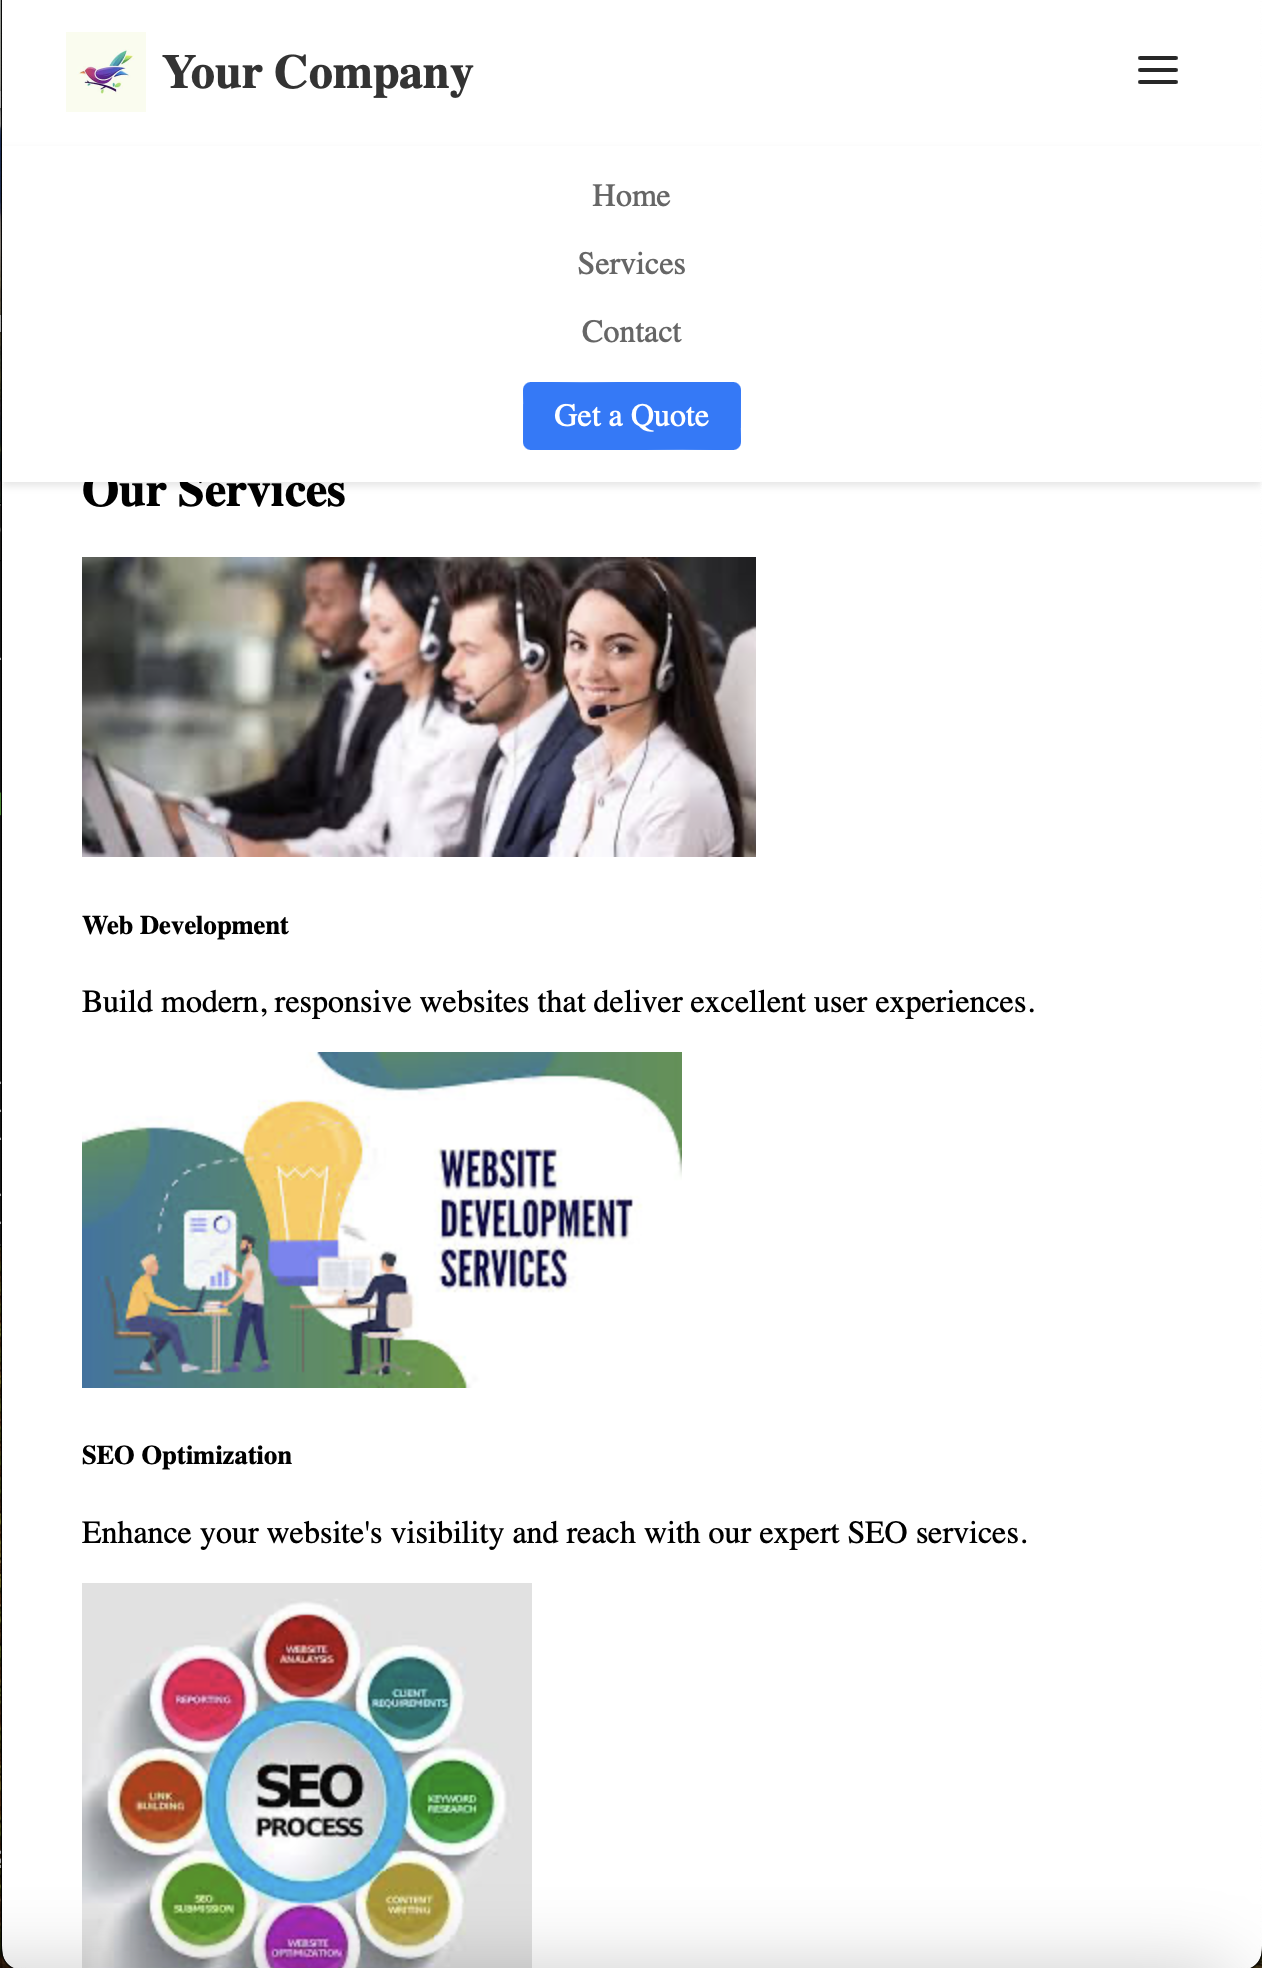 Your Company
Home
Services
Contact
Get a Quote
Our Services
Web Development
Build modern, responsive websites that deliver excellent user experiences.
WEBSITE
DEVELOPMENT
SERVICES
SEO Optimization
Enhance your website's visibility and reach with our expert SEO services.
WEBSITE
ANALAYSIS
REPORTING
CLIENT
REQUIREMENTS
LINK
BUILDING
SEO
PROCESS
KEYWORD
RESEARCH
SEO
SUBMISSION
CONTENT
WRITING
WEBSITE
OPTIMIZATION